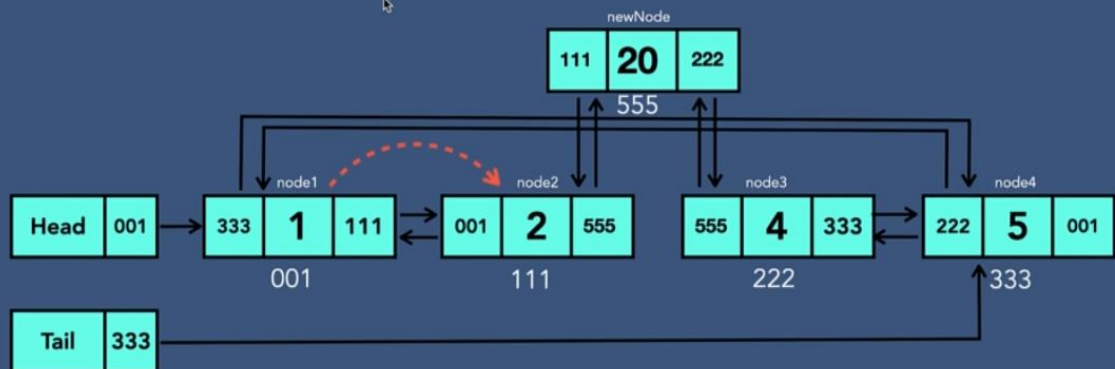 newNode
111 20 222
555
node1 node2 node3 node4
Head 001 333 1 111 001 2 555 555 4 333 222 5 001
001 111 222 333
Tail 333